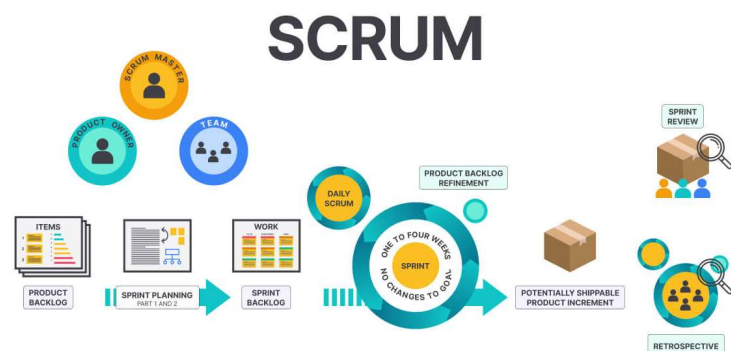 SCRUM
SCRUM MASTER
PRODUCT OWNER
TEAM
SPRINT
REVIEW
PRODUCT BACKLOG
REFINEMENT
DAILY
SCRUM
ITEMS
WORK
ONE TO FOUR WEEKS
SPRINT
NO CHANGES TO GOAL
PRODUCT
BACKLOG
SPRINT PLANNING
PART 1 AND 2
SPRINT
BACKLOG
POTENTIALLY SHIPPABLE
PRODUCT INCREMENT
RETROSPECTIVE